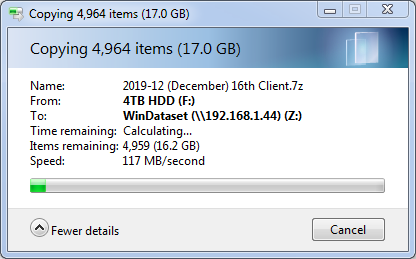 Copying 4,964 items (17.0 GB)
Copying 4,964 items (17.0 GB)
Name: 2019-12 (December) 16th Client.7z
From: 4TB HDD (F:)
To: WinDataset (\\192.168.1.44) (Z:)
Time remaining: Calculating...
Items remaining: 4,959 (16.2 GB)
Speed: 117 MB/second
Fewer details
Cancel